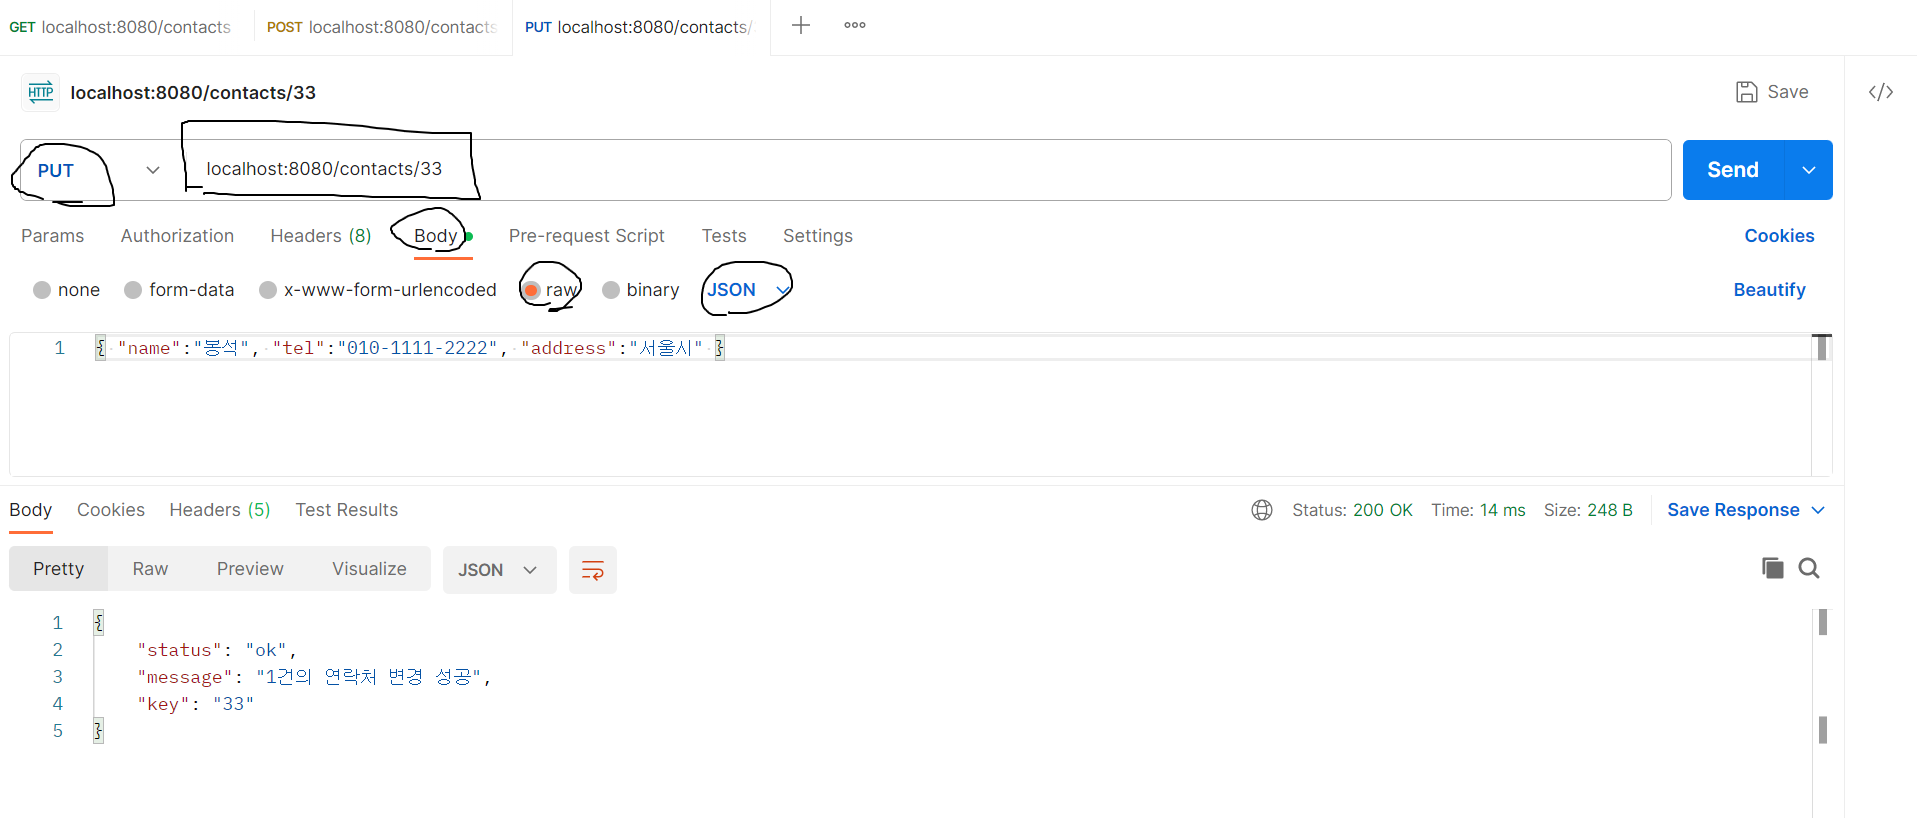 GET localhost:8080/contacts POST localhost:8080/contacts PUT localhost:8080/contacts/
HTTP localhost:8080/contacts/33 Save </>
PUT localhost:8080/contacts/33 Send
Params Authorization Headers (8) Body Pre-request Script Tests Settings Cookies
none form-data x-www-form-urlencoded raw binary JSON Beautify
1 { "name":"봉석", "tel":"010-1111-2222", "address":"서울시" }
Body Cookies Headers (5) Test Results Status: 200 OK Time: 14 ms Size: 248 B Save Response
Pretty Raw Preview Visualize JSON
1 {
2 "status": "ok",
3 "message": "1건의 연락처 변경 성공",
4 "key": "33"
5 }